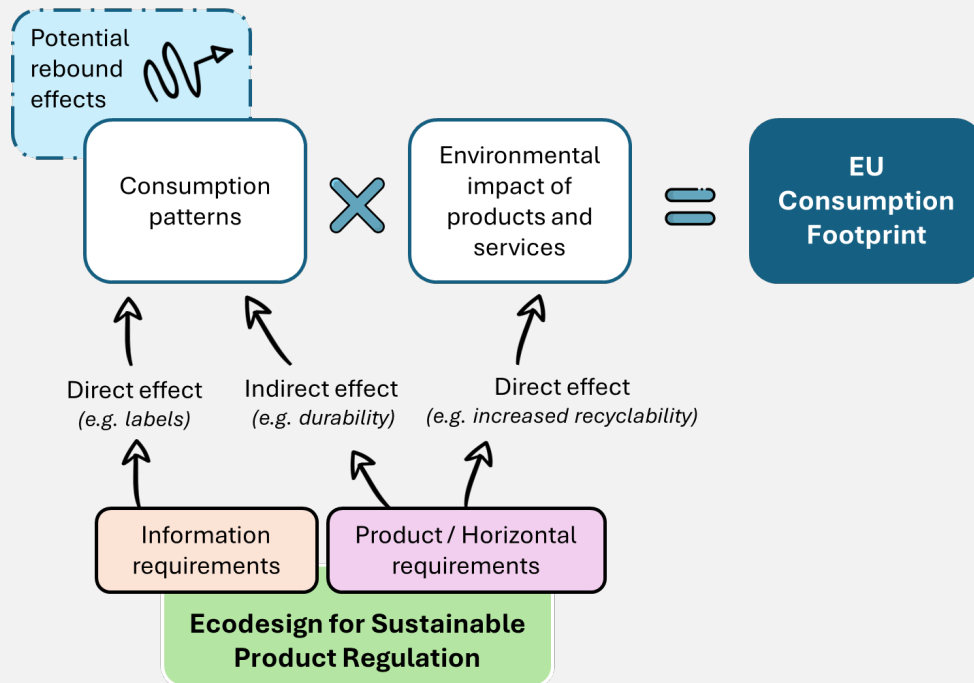 Potential
rebound
effects
Consumption
patterns
Environmental
impact of
products and
services
EU
Consumption
Footprint
Direct effect
(e.g. labels)
Indirect effect
(e.g. durability)
Direct effect
(e.g. increased recyclability)
Information
requirements
Product / Horizontal
requirements
Ecodesign for Sustainable
Product Regulation